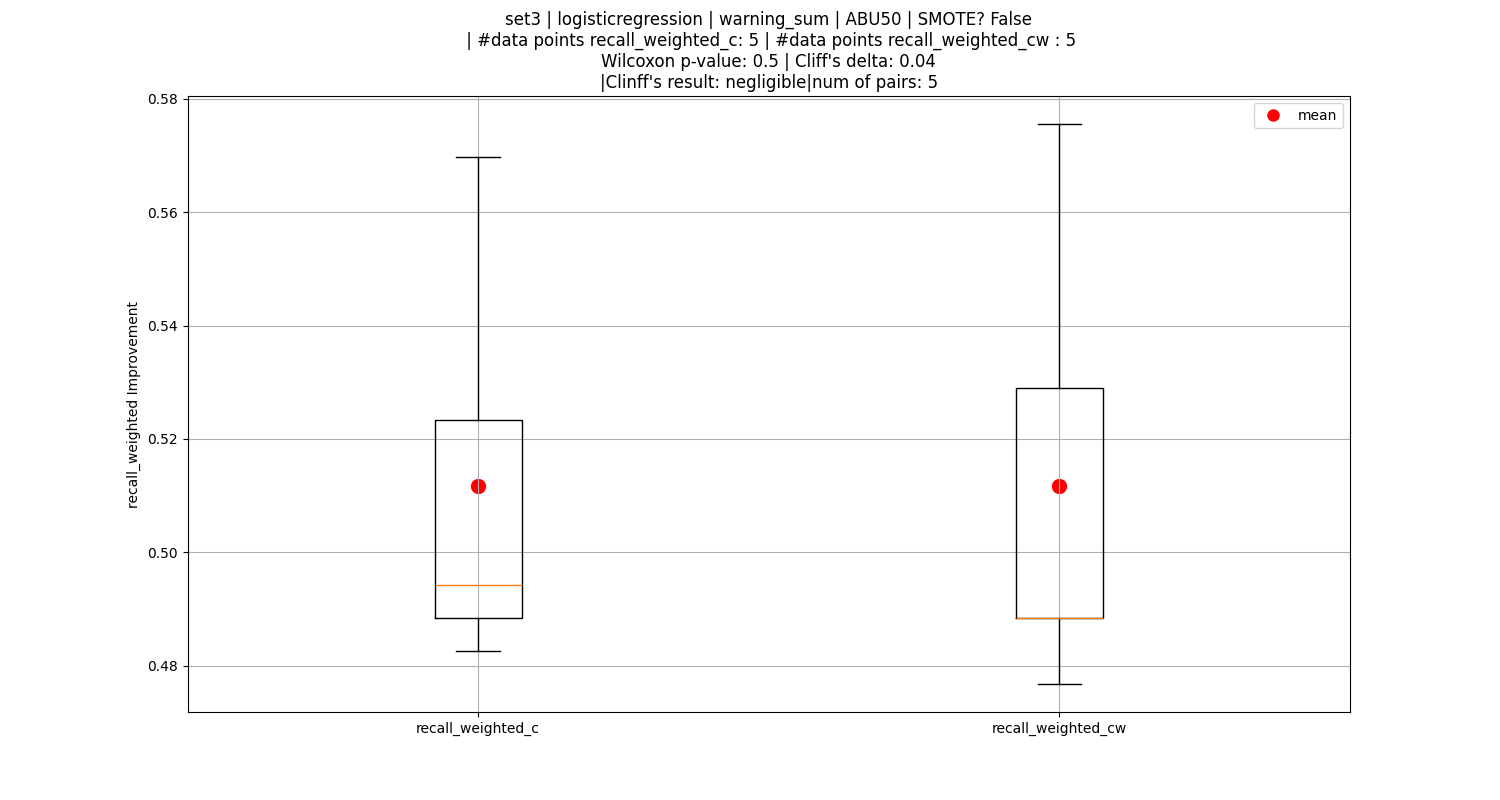 set3 | logisticregression | warning_sum | ABU50 | SMOTE? False
| #data points recall_weighted_c: 5 | #data points recall_weighted_cw : 5
Wilcoxon p-value: 0.5 | Cliff's delta: 0.04
|Clinff's result: negligible|num of pairs: 5
mean
0.58
0.56
0.54
0.52
0.50
0.48
recall_weighted Improvement
recall_weighted_c
recall_weighted_cw